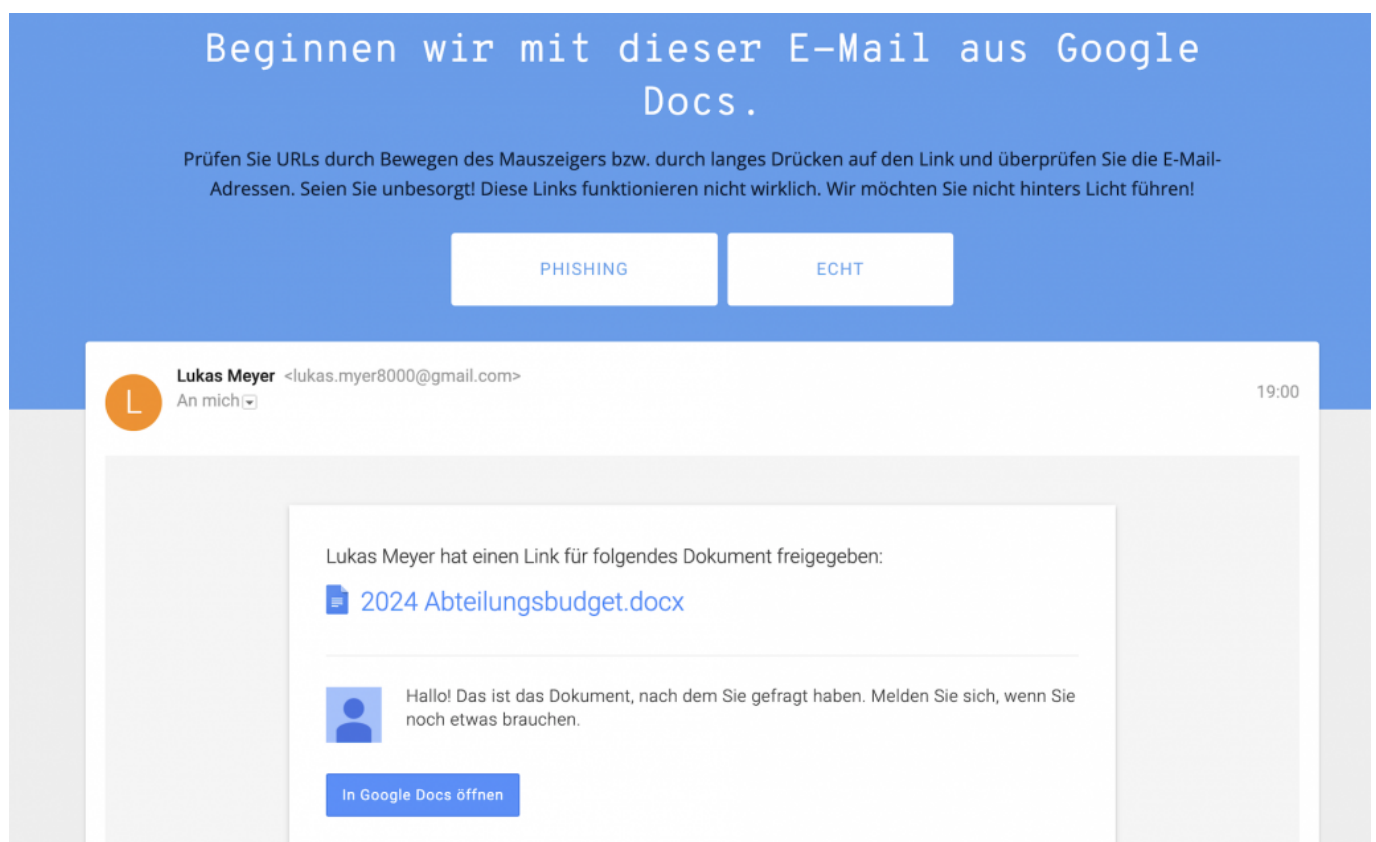 Beginnen wir mit dieser E-Mail aus Google
Docs.
Prüfen Sie URLs durch Bewegen des Mauszeigers bzw. durch langes Drücken auf den Link und überprüfen Sie die E-Mail-
Adressen. Seien Sie unbesorgt! Diese Links funktionieren nicht wirklich. Wir möchten Sie nicht hinters Licht führen!
PHISHING
ECHT
L
Lukas Meyer <lukas.myer8000@gmail.com>
An mich
19:00
Lukas Meyer hat einen Link für folgendes Dokument freigegeben:
2024 Abteilungsbudget.docx
Hallo! Das ist das Dokument, nach dem Sie gefragt haben. Melden Sie sich, wenn Sie
noch etwas brauchen.
In Google Docs öffnen